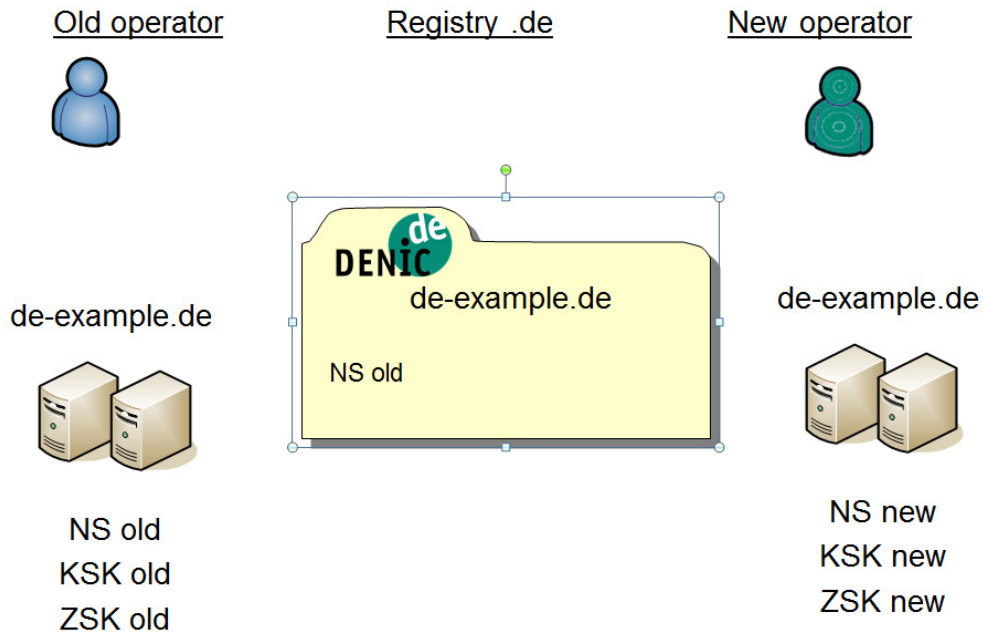 Old operator
Registry .de
New operator
de
DENIC
de-example.de
de-example.de
de-example.de
NS old
NS old
KSK old
ZSK old
NS new
KSK new
ZSK new